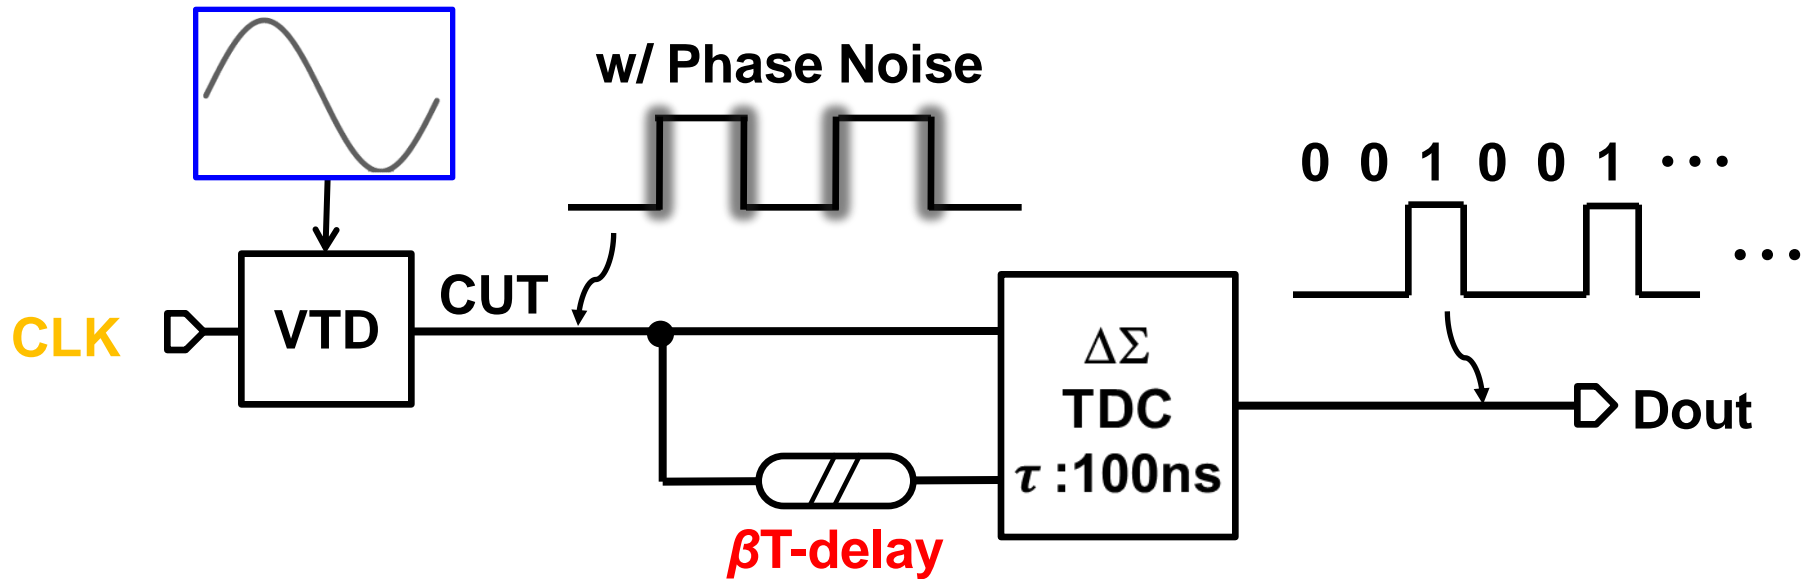 w/ Phase Noise
0 0 1 0 0 1 ···
···
CLK
VTD
CUT
ΔΣ
TDC
τ :100ns
Dout
βT-delay